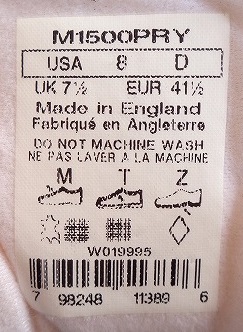 M1500PRY
USA 8 D
UK 7½ EUR 41½
Made in England
Fabriqué en Angleterre
DO NOT MACHINE WASH
NE PAS LAVER A LA MACHINE
M T Z
W019995
7 98248 11389 6